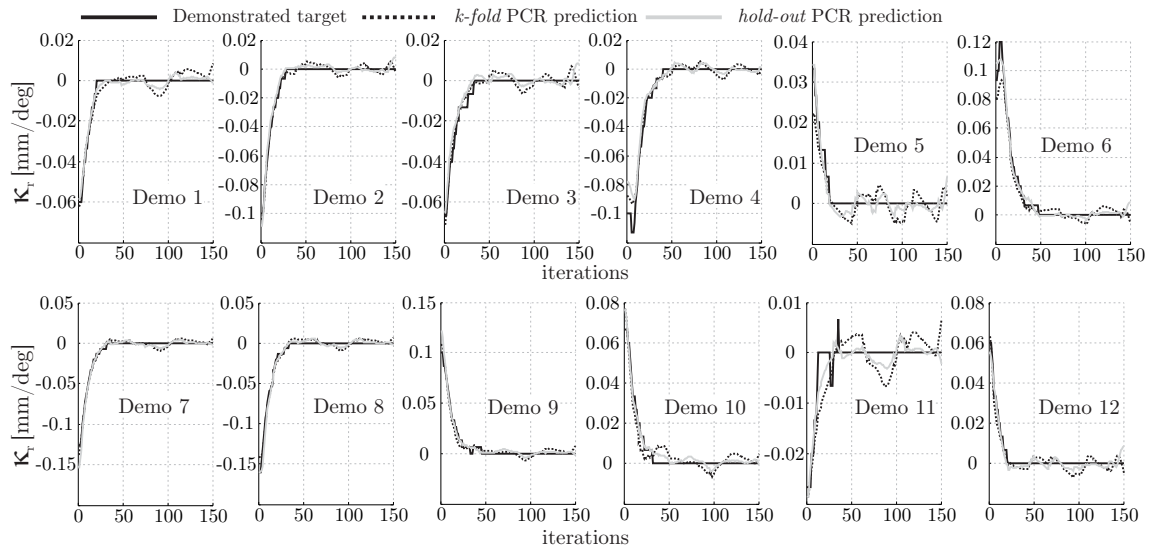 Demonstrated target k-fold PCR prediction hold-out PCR prediction
0.02 0.02 0.02 0.02 0.04 0.12
0 0 0 0 0.03 0.1
-0.02 -0.02 -0.02 -0.02 0.02 0.08
-0.04 -0.04 -0.04 -0.04 0.01 0.06
-0.06 -0.06 -0.06 -0.06 0 0.04
-0.08 -0.08 0.02
-0.1 -0.1 0
κr [mm/deg]
Demo 1 Demo 2 Demo 3 Demo 4 Demo 5 Demo 6
0 50 100 150 0 50 100 150 0 50 100 150 0 50 100 150 0 50 100 150 0 50 100 150
iterations
0.05 0.05 0.15 0.08 0.01 0.08
0 0 0.1 0.06 0 0.06
-0.05 -0.05 0.05 0.04 -0.01 0.04
-0.1 -0.1 0 0.02 -0.02 0.02
-0.15 -0.15 0 0
κr [mm/deg]
Demo 7 Demo 8 Demo 9 Demo 10 Demo 11 Demo 12
0 50 100 150 0 50 100 150 0 50 100 150 0 50 100 150 0 50 100 150 0 50 100 150
iterations